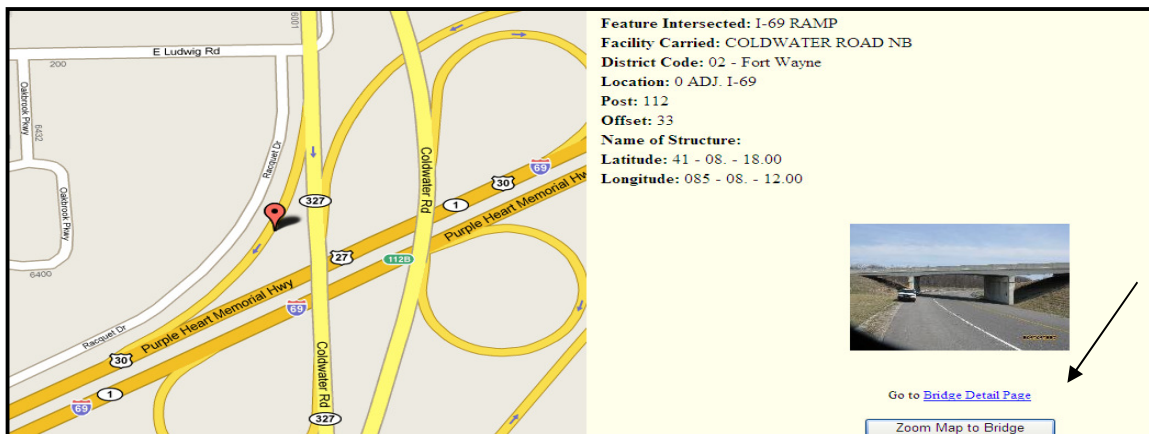 6001
E Ludwig Rd
200
Oakbrook Pkwy
6432
Racquet Dr
Oakbrook Pkwy
6400
327
Coldwater Rd
69
30
1
Purple Heart Memorial Hwy
27
112B
Purple Heart Memorial Hw
69
Racquet Dr
30
1
69
Coldwater Rd
327
Feature Intersected: I-69 RAMP
Facility Carried: COLDWATER ROAD NB
District Code: 02 - Fort Wayne
Location: 0 ADJ. I-69
Post: 112
Offset: 33
Name of Structure:
Latitude: 41 - 08. - 18.00
Longitude: 085 - 08. - 12.00
Go to Bridge Detail Page
Zoom Map to Bridge